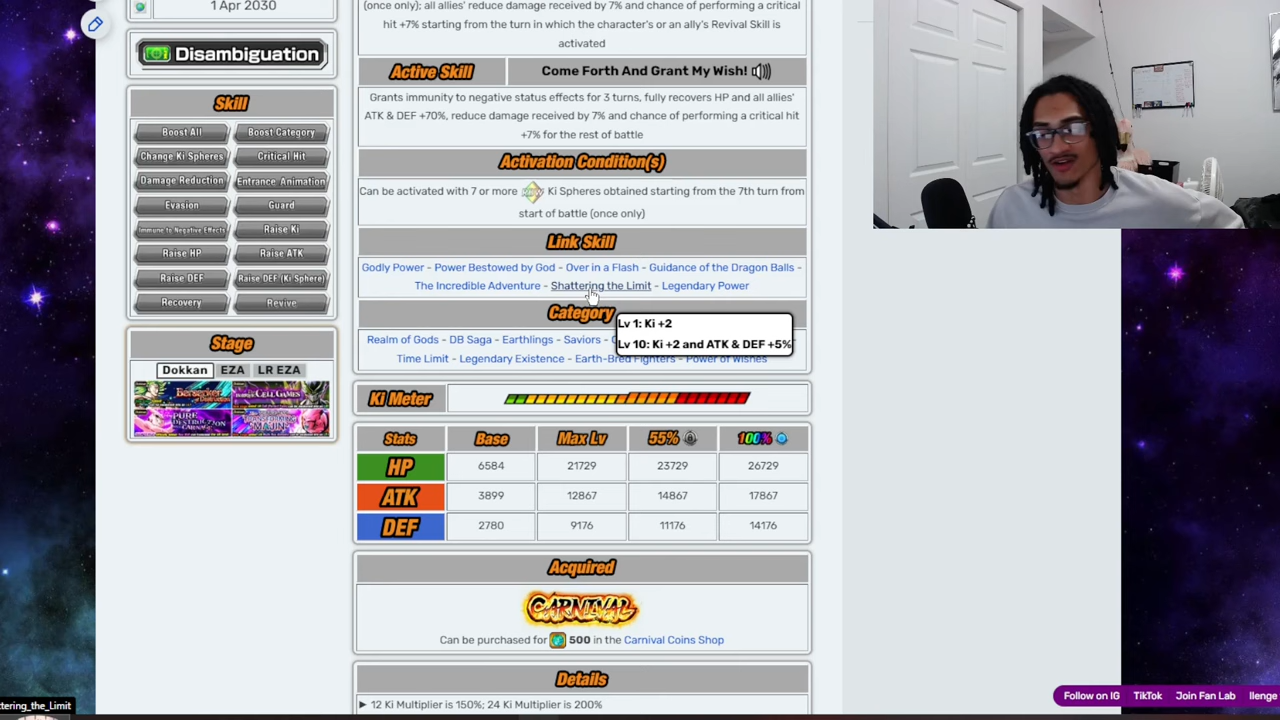 1 Apr 2030
Disambiguation
Skill
Boost All
Boost Category
Change Ki Spheres
Critical Hit
Damage Reduction
Entrance Animation
Evasion
Guard
Immune to Negative Effects
Raise Ki
Raise HP
Raise ATK
Raise DEF
Raise DEF (Ki Sphere)
Recovery
Revive
Stage
Dokkan
EZA
LR EZA
(once only); all allies' reduce damage received by 7% and chance of performing a critical
hit +7% starting from the turn in which the character's or an ally's Revival Skill is
activated
Active Skill
Come Forth And Grant My Wish!
Grants immunity to negative status effects for 3 turns, fully recovers HP and all allies'
ATK & DEF +70%, reduce damage received by 7% and chance of performing a critical hit
+7% for the rest of battle
Activation Condition(s)
Can be activated with 7 or more Ki Spheres obtained starting from the 7th turn from
start of battle (once only)
Link Skill
Godly Power - Power Bestowed by God - Over in a Flash - Guidance of the Dragon Balls -
The Incredible Adventure - Shattering the Limit - Legendary Power
Category
Lv 1: Ki +2
Lv 10: Ki +2 and ATK & DEF +5%
Realm of Gods - DB Saga - Earthlings - Saviors -
Time Limit - Legendary Existence - Earth-Bred Fighters - Power of Wishes
Ki Meter
Stats Base Max Lv 55% 100%
HP 6584 21729 23729 26729
ATK 3899 12867 14867 17867
DEF 2780 9176 11176 14176
Acquired
CARNIVAL
Can be purchased for 500 in the Carnival Coins Shop
Details
► 12 Ki Multiplier is 150%; 24 Ki Multiplier is 200%
Follow on IG TikTok Join Fan Lab llenge
ttering_the_Limit